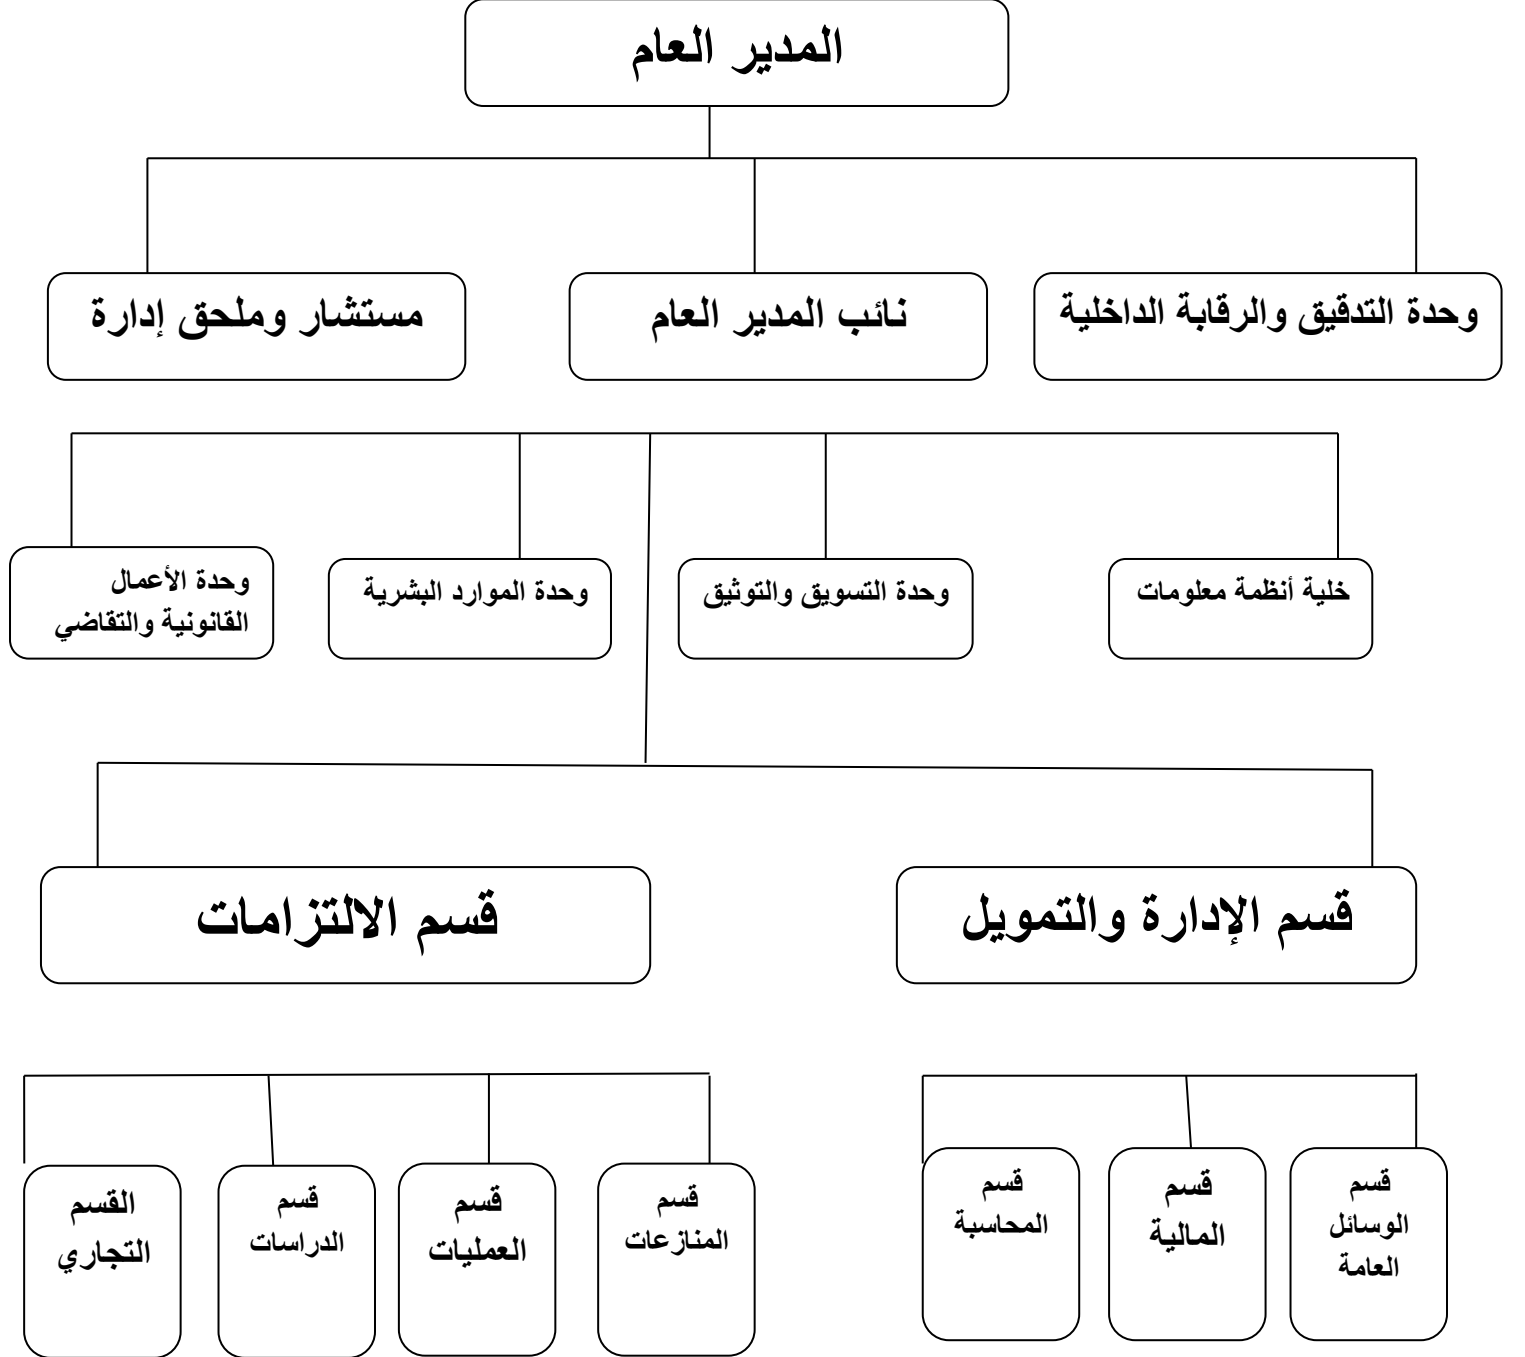 المدير العام
وحدة التدقيق والرقابة الداخلية
نائب المدير العام
مستشار وملحق إدارة
خلية أنظمة معلومات
وحدة التسويق والتوثيق
وحدة الموارد البشرية
وحدة الأعمال
القانونية والتقاضي
قسم الإدارة والتمويل
قسم الالتزامات
قسم
الوسائل
العامة
قسم
المالية
قسم
المحاسبة
قسم
المنازعات
قسم
العمليات
قسم
الدراسات
القسم
التجاري